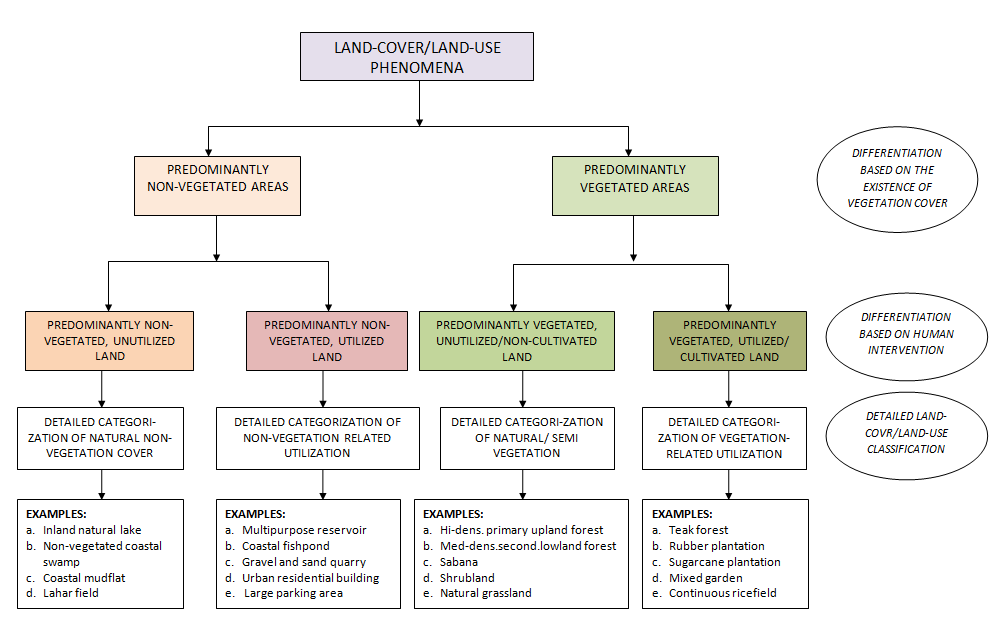 LAND-COVER/LAND-USE
PHENOMENA
PREDOMINANTLY
NON-VEGETATED AREAS
PREDOMINANTLY
VEGETATED AREAS
DIFFERENTIATION
BASED ON THE
EXISTENCE OF
VEGETATION COVER
PREDOMINANTLY NON-
VEGETATED, UNUTILIZED
LAND
PREDOMINANTLY NON-
VEGETATED, UTILIZED
LAND
PREDOMINANTLY VEGETATED,
UNUTILIZED/NON-CULTIVATED
LAND
PREDOMINANTLY
VEGETATED, UTILIZED/
CULTIVATED LAND
DIFFERENTIATION
BASED ON HUMAN
INTERVENTION
DETAILED CATEGORI-
ZATION OF NATURAL NON-
VEGETATION COVER
DETAILED CATEGORIZATION OF
NON-VEGETATION RELATED
UTILIZATION
DETAILED CATEGORI-ZATION
OF NATURAL/ SEMI
VEGETATION
DETAILED CATEGORI-
ZATION OF VEGETATION-
RELATED UTILIZATION
DETAILED LAND-
COVR/LAND-USE
CLASSIFICATION
EXAMPLES:
a. Inland natural lake
b. Non-vegetated coastal
swamp
c. Coastal mudflat
d. Lahar field
EXAMPLES:
a. Multipurpose reservoir
b. Coastal fishpond
c. Gravel and sand quarry
d. Urban residential building
e. Large parking area
EXAMPLES:
a. Hi-dens. primary upland forest
b. Med-dens.second.lowland forest
c. Sabana
d. Shrubland
e. Natural grassland
EXAMPLES:
a. Teak forest
b. Rubber plantation
c. Sugarcane plantation
d. Mixed garden
e. Continuous ricefield